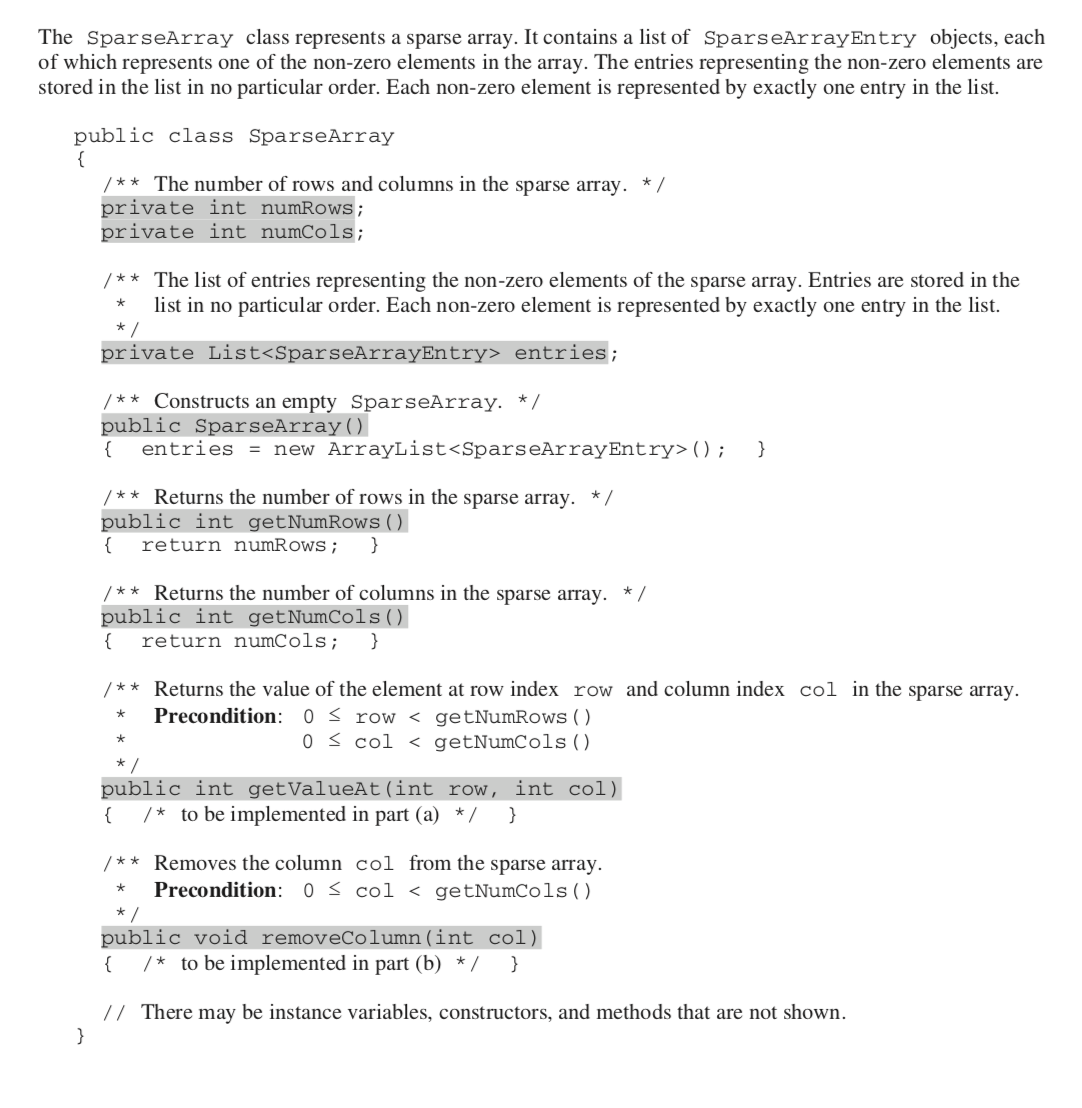 The SparseArray class represents a sparse array. It contains a list of SparseArrayEntry objects, each
of which represents one of the non-zero elements in the array. The entries representing the non-zero elements are
stored in the list in no particular order. Each non-zero element is represented by exactly one entry in the list.
public class SparseArray
{
/** The number of rows and columns in the sparse array. */
private int numRows;
private int numCols;
/** The list of entries representing the non-zero elements of the sparse array. Entries are stored in the
* list in no particular order. Each non-zero element is represented by exactly one entry in the list.
*/
private List<SparseArrayEntry> entries;
/** Constructs an empty SparseArray. */
public SparseArray()
{ entries = new ArrayList<SparseArrayEntry>(); }
/** Returns the number of rows in the sparse array. */
public int getNumRows()
{ return numRows; }
/** Returns the number of columns in the sparse array. */
public int getNumCols()
{ return numCols; }
/** Returns the value of the element at row index row and column index col in the sparse array.
* Precondition: 0 ≤ row < getNumRows()
* 0 ≤ col < getNumCols()
*/
public int getValueAt(int row, int col)
{ /* to be implemented in part (a) */ }
/** Removes the column col from the sparse array.
* Precondition: 0 ≤ col < getNumCols()
*/
public void removeColumn(int col)
{ /* to be implemented in part (b) */ }
// There may be instance variables, constructors, and methods that are not shown.
}